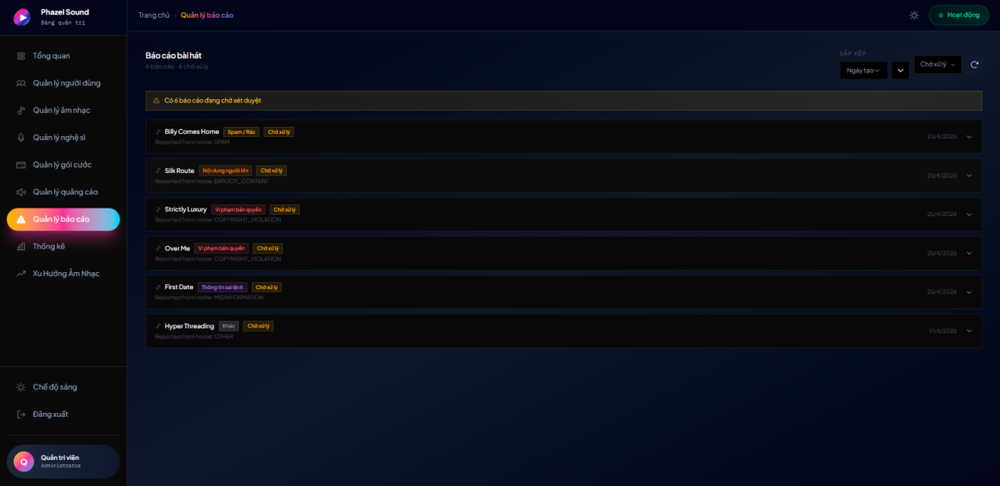 Phazel Sound
Bảng quản trị
Tổng quan
Quản lý người dùng
Quản lý âm nhạc
Quản lý nghệ sĩ
Quản lý gói cước
Quản lý quảng cáo
Quản lý báo cáo
Thống kê
Xu Hướng Âm Nhạc
Chế độ sáng
Đăng xuất
Q
Quản trị viên
Administrator
Trang chủ › Quản lý báo cáo
Hoạt động
Báo cáo bài hát
6 báo cáo · 6 chờ xử lý
SẮP XẾP
Ngày tạo
Chờ xử lý
Có 6 báo cáo đang chờ xét duyệt
Billy Comes Home Spam / Rác Chờ xử lý
Reported from home: SPAM
25/4/2026
Silk Route Nội dung người lớn Chờ xử lý
Reported from home: EXPLICIT_CONTENT
25/4/2026
Strictly Luxury Vi phạm bản quyền Chờ xử lý
Reported from home: COPYRIGHT_VIOLATION
25/4/2026
Over Me Vi phạm bản quyền Chờ xử lý
Reported from home: COPYRIGHT_VIOLATION
25/4/2026
First Date Thông tin sai lệch Chờ xử lý
Reported from home: MISINFORMATION
25/4/2026
Hyper Threading Khác Chờ xử lý
Reported from home: OTHER
17/4/2026